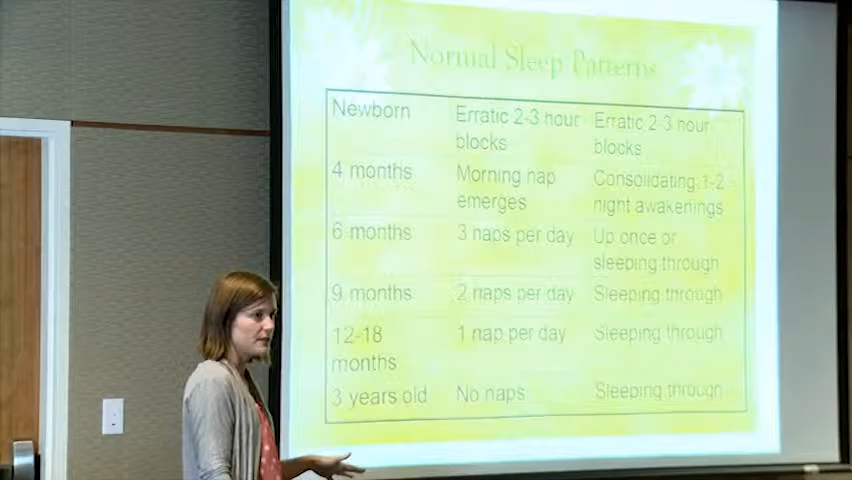 Normal Sleep Patterns
Newborn Erratic 2-3 hour Erratic 2-3 hour
blocks blocks
4 months Morning nap Consolidating: 1-2
emerges night awakenings
6 months 3 naps per day Up once or
sleeping through
9 months 2 naps per day Sleeping through
12-18 1 nap per day Sleeping through
months
3 years old No naps Sleeping through